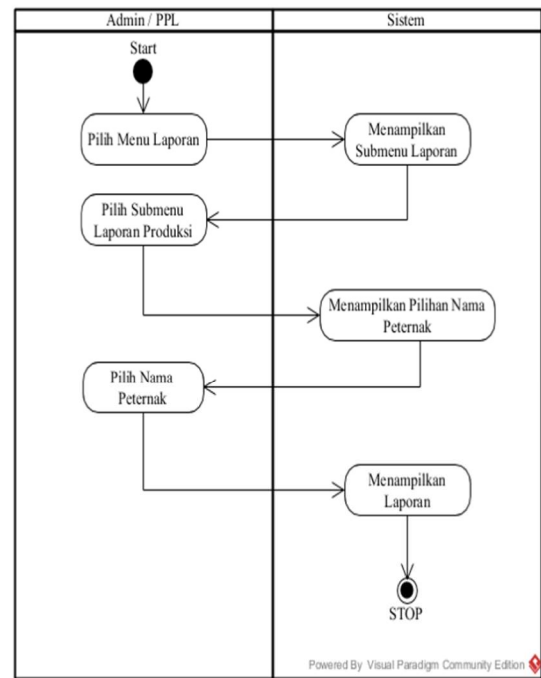 Admin / PPL
Sistem
Start
Pilih Menu Laporan
Menampilkan
Submenu Laporan
Pilih Submenu
Laporan Produksi
Menampilkan Pilihan Nama
Peternak
Pilih Nama
Peternak
Menampilkan
Laporan
STOP
Powered By Visual Paradigm Community Edition